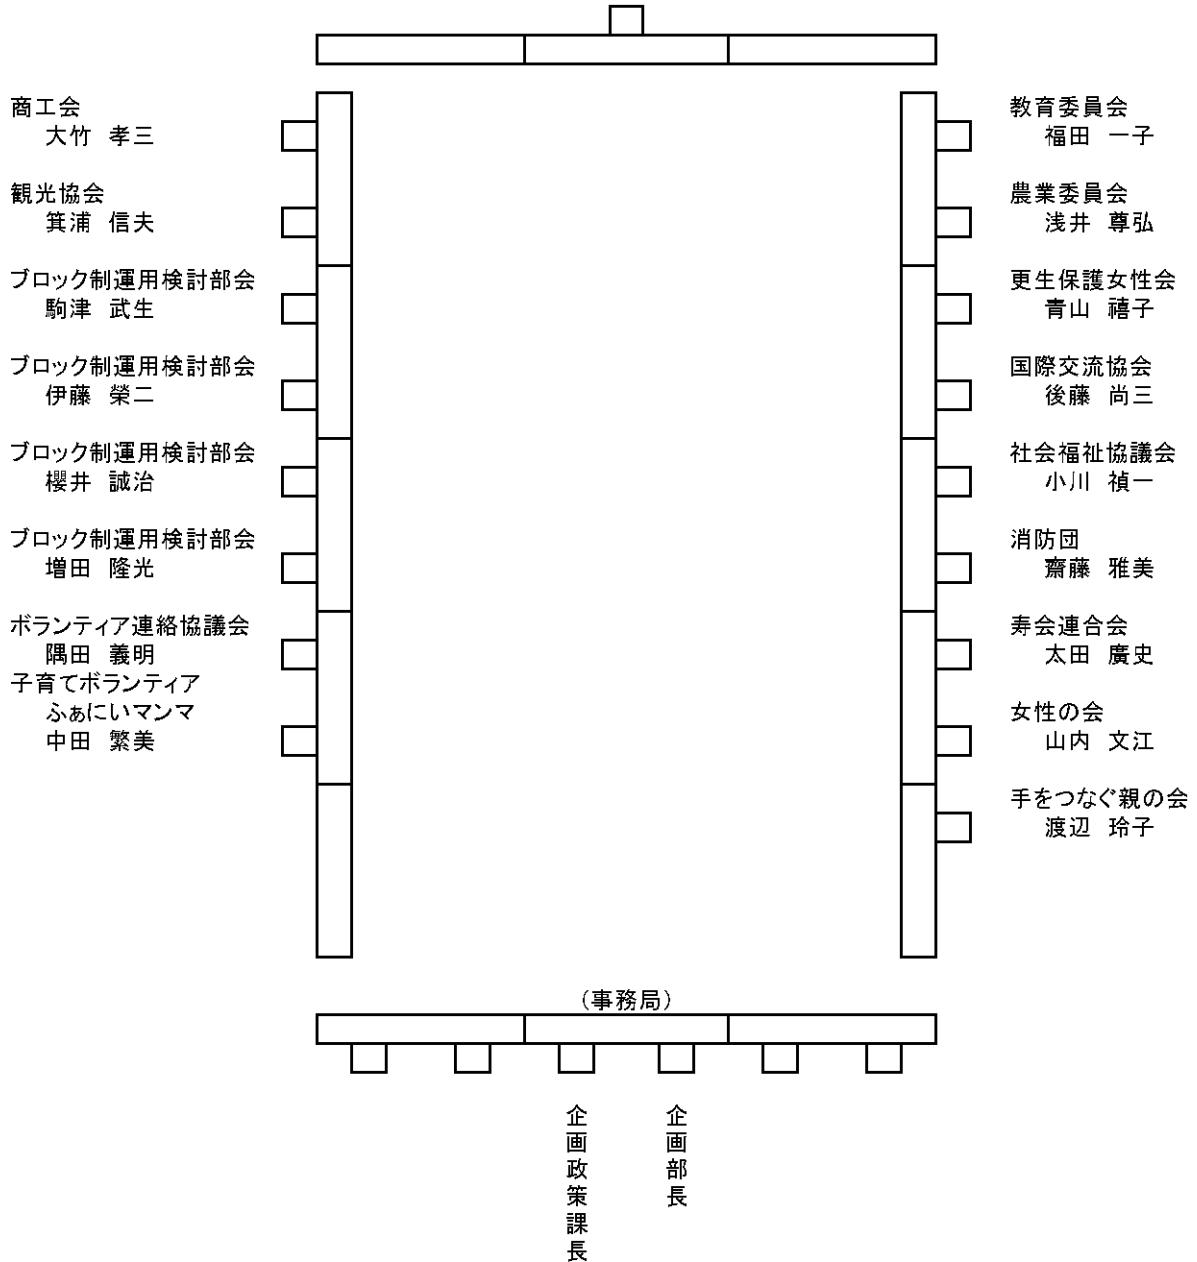 商工会
大竹　孝三
観光協会
箕浦　信夫
ブロック制運用検討部会
駒津　武生
ブロック制運用検討部会
伊藤　榮二
ブロック制運用検討部会
櫻井　誠治
ブロック制運用検討部会
増田　隆光
ボランティア連絡協議会
隅田　義明
子育てボランティア
ふぁにいマンマ
中田　繁美
教育委員会
福田　一子
農業委員会
浅井　尊弘
更生保護女性会
青山　禧子
国際交流協会
後藤　尚三
社会福祉協議会
小川　禎一
消防団
齋藤　雅美
寿会連合会
太田　廣史
女性の会
山内　文江
手をつなぐ親の会
渡辺　玲子
（事務局）
企画政策課長
企画部長